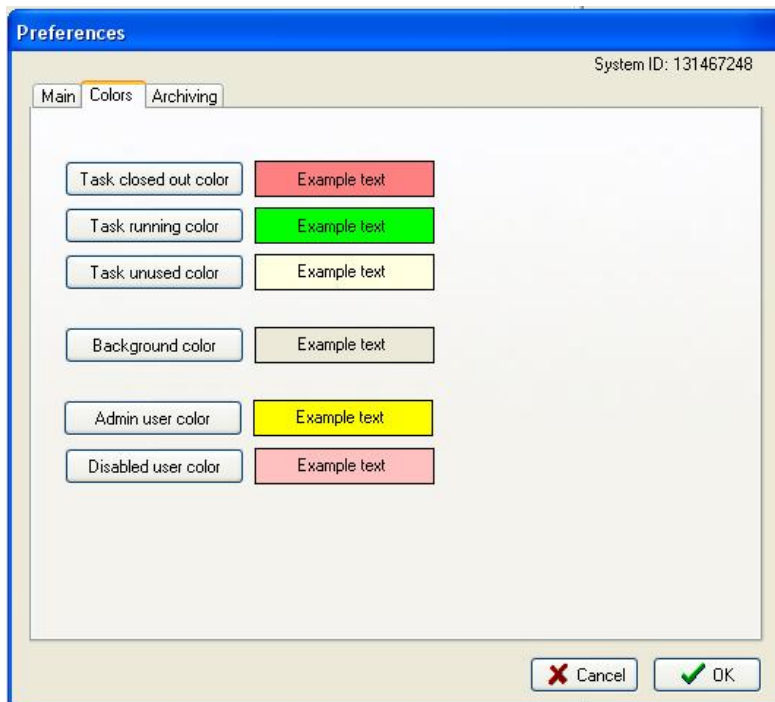 Preferences
System ID: 131467248
Main Colors Archiving
Task closed out color Example text
Task running color Example text
Task unused color Example text
Background color Example text
Admin user color Example text
Disabled user color Example text
Cancel OK